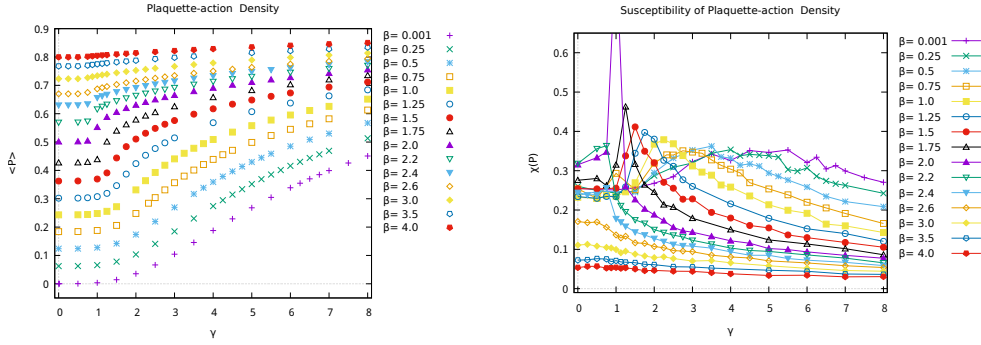 Plaquette-action Density
<P>
0.9
0.8
0.7
0.6
0.5
0.4
0.3
0.2
0.1
0
0 1 2 3 4 5 6 7 8
γ
β= 0.001
β= 0.25
β= 0.5
β= 0.75
β= 1.0
β= 1.25
β= 1.5
β= 1.75
β= 2.0
β= 2.2
β= 2.4
β= 2.6
β= 3.0
β= 3.5
β= 4.0
Susceptibility of Plaquette-action Density
χ(P)
0.6
0.5
0.4
0.3
0.2
0.1
0
0 1 2 3 4 5 6 7 8
γ
β= 0.001
β= 0.25
β= 0.5
β= 0.75
β= 1.0
β= 1.25
β= 1.5
β= 1.75
β= 2.0
β= 2.2
β= 2.4
β= 2.6
β= 3.0
β= 3.5
β= 4.0